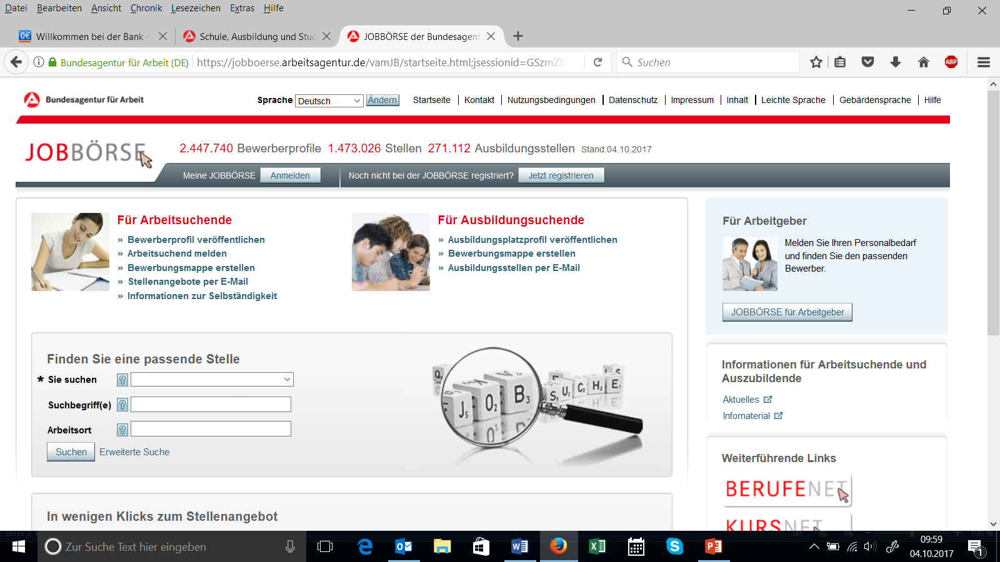 Datei Bearbeiten Ansicht Chronik Lesezeichen Extras Hilfe
Willkommen bei der Bank - Schule, Ausbildung und Stud JOBBÖRSE der Bundesagent
Bundesagentur für Arbeit (DE) https://jobboerse.arbeitsagentur.de/vamJB/startseite.html;jsessionid=GSzmZM Suchen ABP
Bundesagentur für Arbeit Sprache Deutsch Ändern Startseite Kontakt Nutzungsbedingungen Datenschutz Impressum Inhalt Leichte Sprache Gebärdensprache Hilfe
JOBBÖRSE 2.447.740 Bewerberprofile 1.473.026 Stellen 271.112 Ausbildungsstellen Stand:04.10.2017
Meine JOBBÖRSE Anmelden Noch nicht bei der JOBBÖRSE registriert? Jetzt registrieren
Für Arbeitsuchende
» Bewerberprofil veröffentlichen
» Arbeitsuchend melden
» Bewerbungsmappe erstellen
» Stellenangebote per E-Mail
» Informationen zur Selbständigkeit
Für Ausbildungsuchende
» Ausbildungsplatzprofil veröffentlichen
» Bewerbungsmappe erstellen
» Ausbildungsstellen per E-Mail
Für Arbeitgeber
Melden Sie Ihren Personalbedarf
und finden Sie den passenden
Bewerber.
JOBBÖRSE für Arbeitgeber
Finden Sie eine passende Stelle
* Sie suchen ?
Suchbegriff(e) ?
Arbeitsort ?
Suchen Erweiterte Suche
JOB SUCHE
Informationen für Arbeitsuchende und
Auszubildende
Aktuelles
Infomaterial
Weiterführende Links
BERUFENET
KURSNET
In wenigen Klicks zum Stellenangebot
Zur Suche Text hier eingeben
09:59
04.10.2017
1